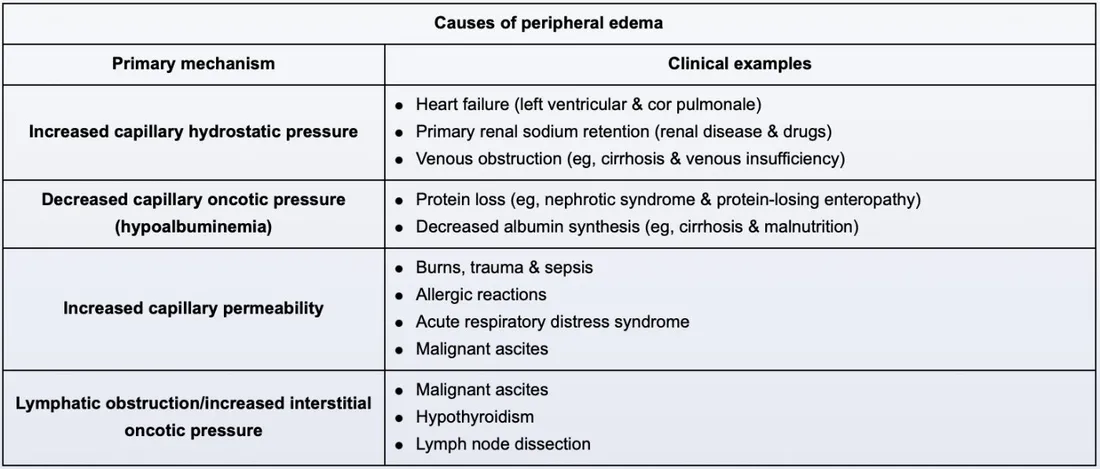 Causes of peripheral edema
Primary mechanism
Clinical examples
Increased capillary hydrostatic pressure
● Heart failure (left ventricular & cor pulmonale)
● Primary renal sodium retention (renal disease & drugs)
● Venous obstruction (eg, cirrhosis & venous insufficiency)
Decreased capillary oncotic pressure
(hypoalbuminemia)
● Protein loss (eg, nephrotic syndrome & protein-losing enteropathy)
● Decreased albumin synthesis (eg, cirrhosis & malnutrition)
Increased capillary permeability
● Burns, trauma & sepsis
● Allergic reactions
● Acute respiratory distress syndrome
● Malignant ascites
Lymphatic obstruction/increased interstitial
oncotic pressure
● Malignant ascites
● Hypothyroidism
● Lymph node dissection